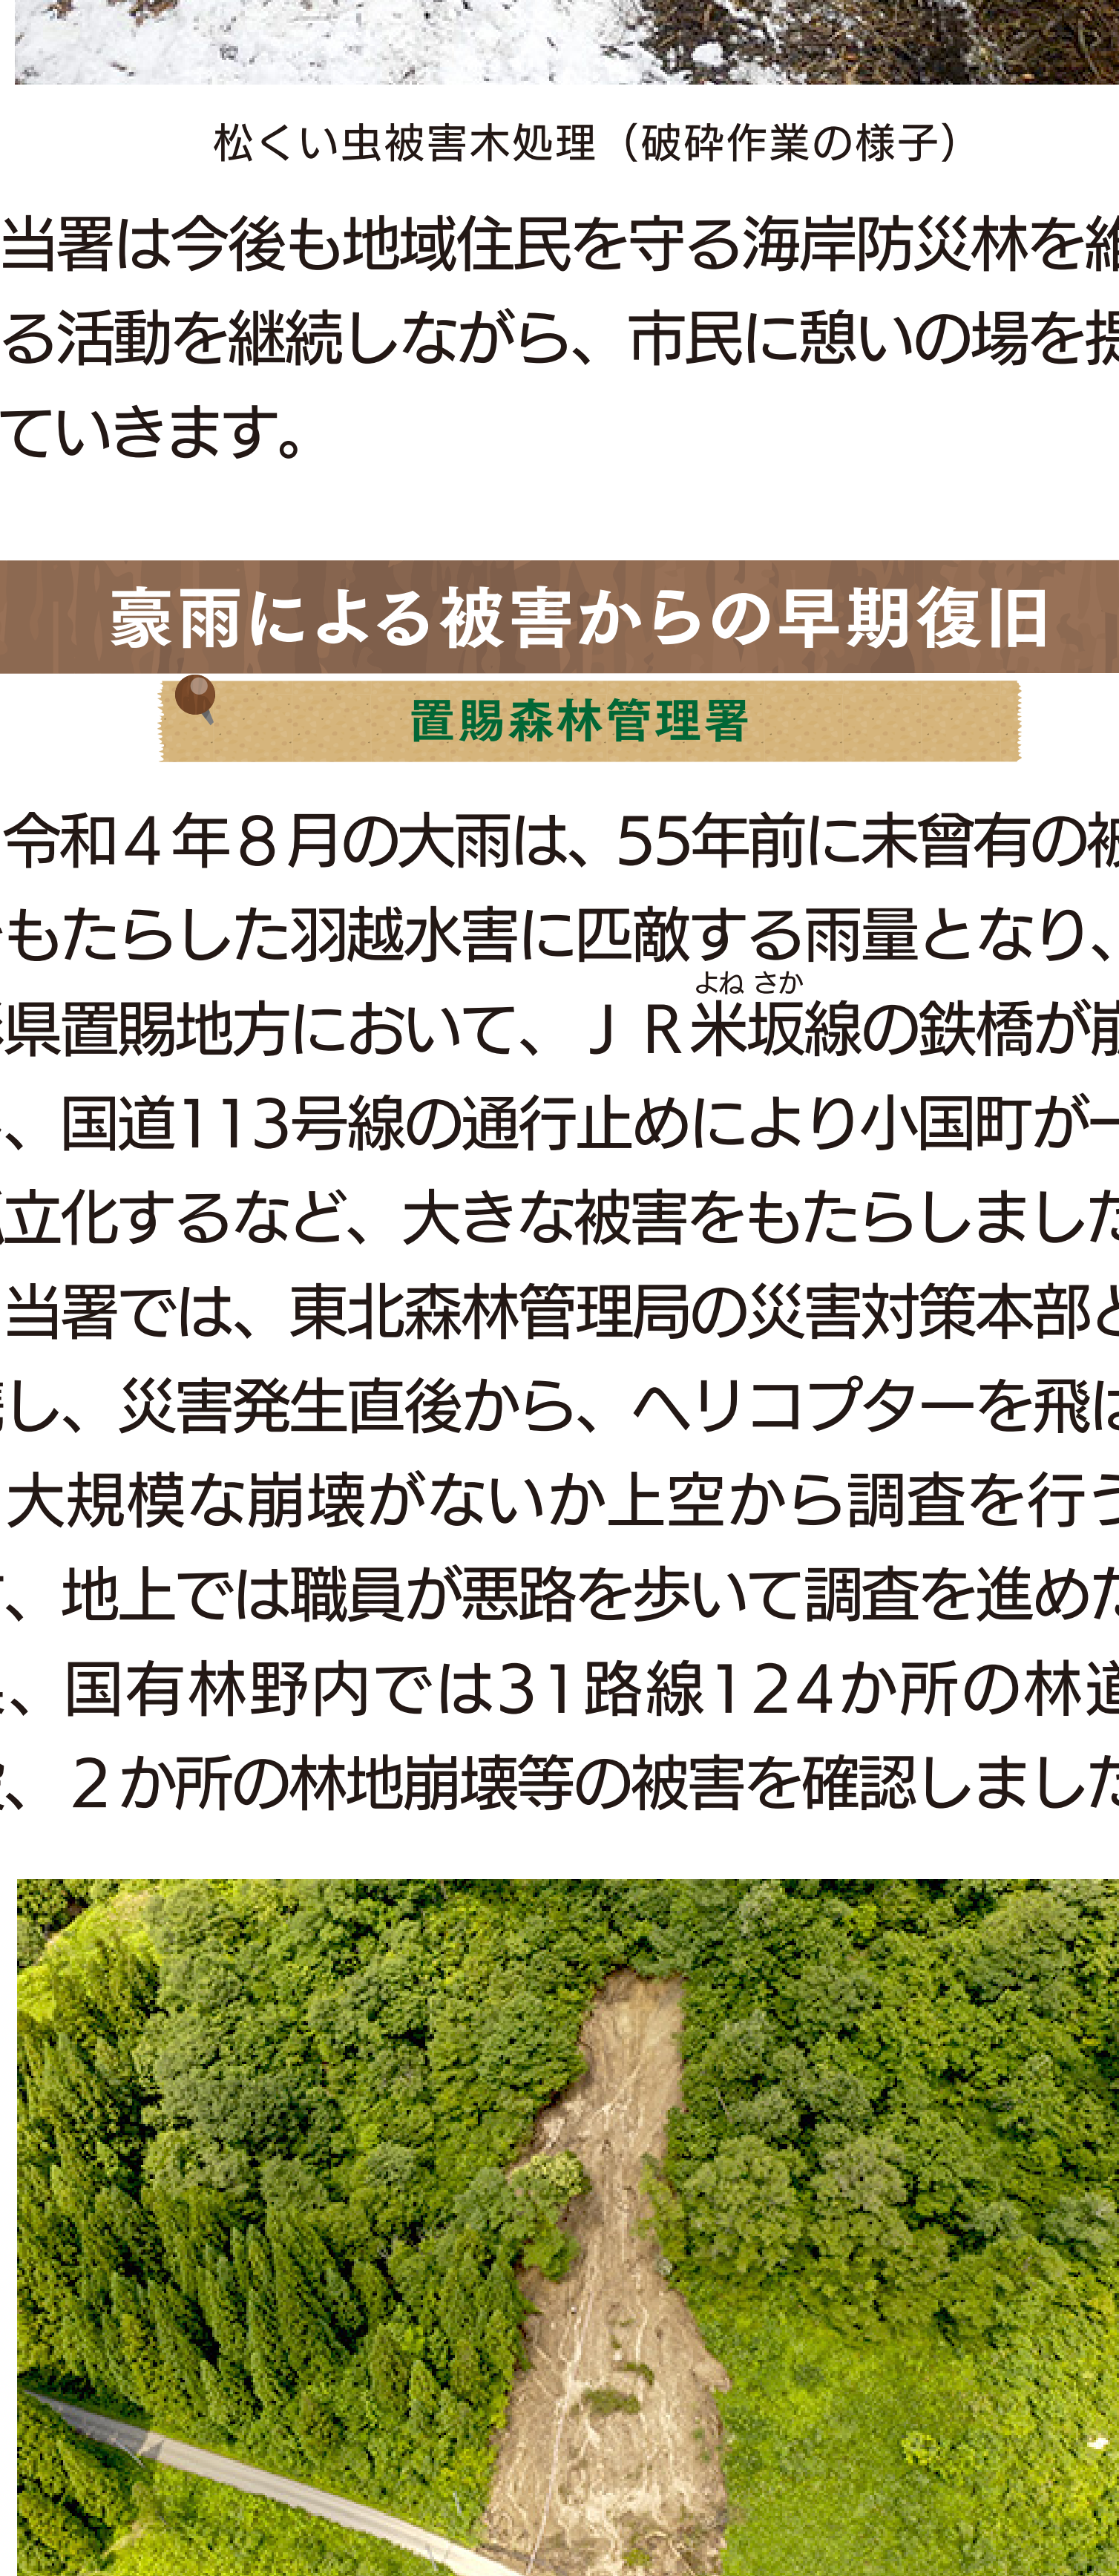 松くい虫被害木処理（破砕作業の様子）
当署は今後も地域住民を守る海岸防災林を
る活動を継続しながら、市民に憩いの場を
ていきます。
豪雨による被害からの早期復旧
置賜森林管理署
令和４年８月の大雨は、55年前に未曾有の
もたらした羽越水害に匹敵する雨量となり、
よね さか
県置賜地方において、ＪＲ米坂線の鉄橋が
、国道113号線の通行止めにより小国町が一
立化するなど、大きな被害をもたらしました
当署では、東北森林管理局の災害対策本部と
し、災害発生直後から、ヘリコプターを飛ば
大規模な崩壊がないか上空から調査を行う
、地上では職員が悪路を歩いて調査を進めた
、国有林野内では31路線124か所の林道
、２か所の林地崩壊等の被害を確認しました